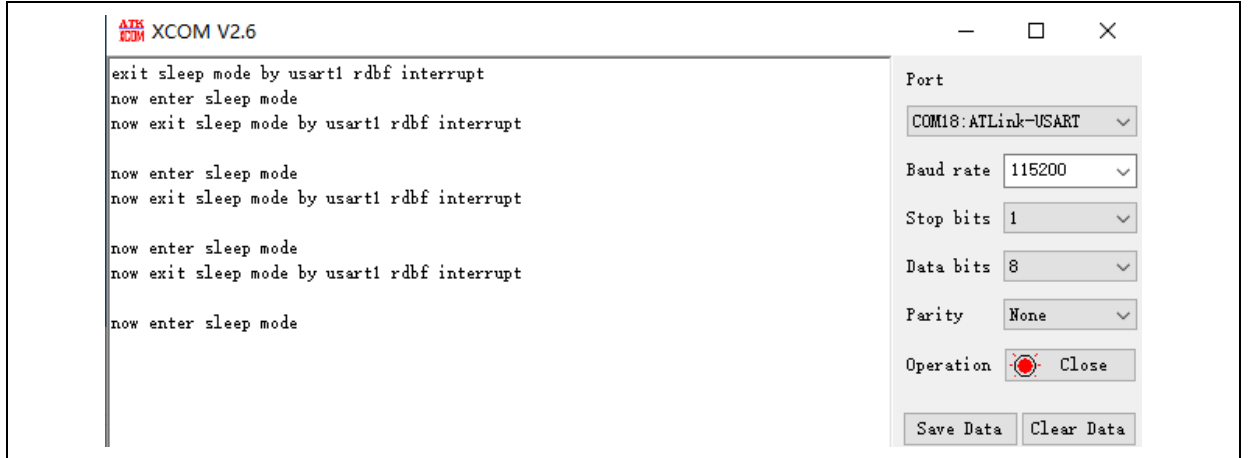 ATK XCOM XCOM V2.6
exit sleep mode by usart1 rdbf interrupt
now enter sleep mode
now exit sleep mode by usart1 rdbf interrupt
now enter sleep mode
now exit sleep mode by usart1 rdbf interrupt
now enter sleep mode
now exit sleep mode by usart1 rdbf interrupt
now enter sleep mode
Port
COM18:ATLink-USART
Baud rate 115200
Stop bits 1
Data bits 8
Parity None
Operation Close
Save Data Clear Data